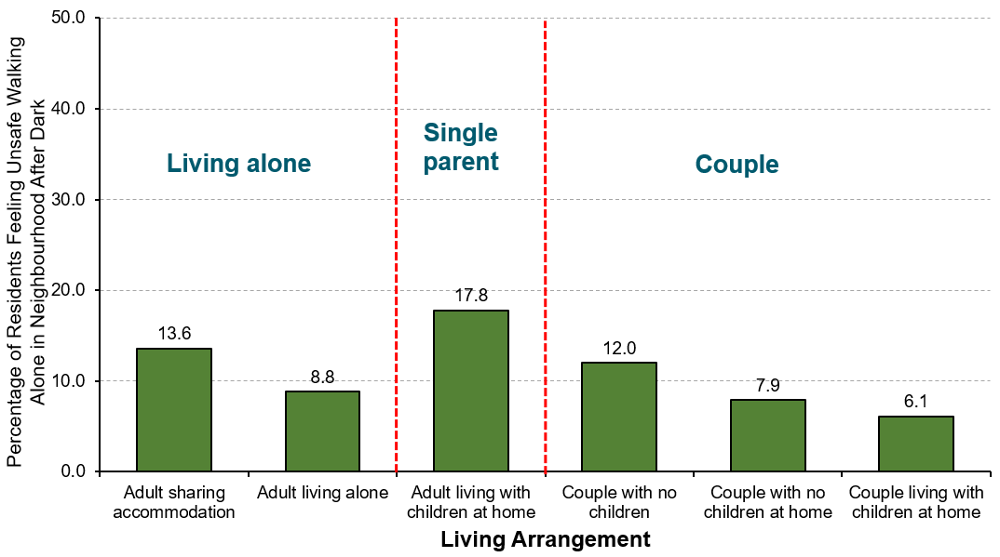 Percentage of Residents Feeling Unsafe Walking
Alone in Neighbourhood After Dark
50.0
40.0
30.0
20.0
10.0
0.0
Living alone
Single
parent
Couple
13.6
8.8
17.8
12.0
7.9
6.1
Adult sharing
accommodation
Adult living alone
Adult living with
children at home
Couple with no
children
Couple with no
children at home
Couple living with
children at home
Living Arrangement